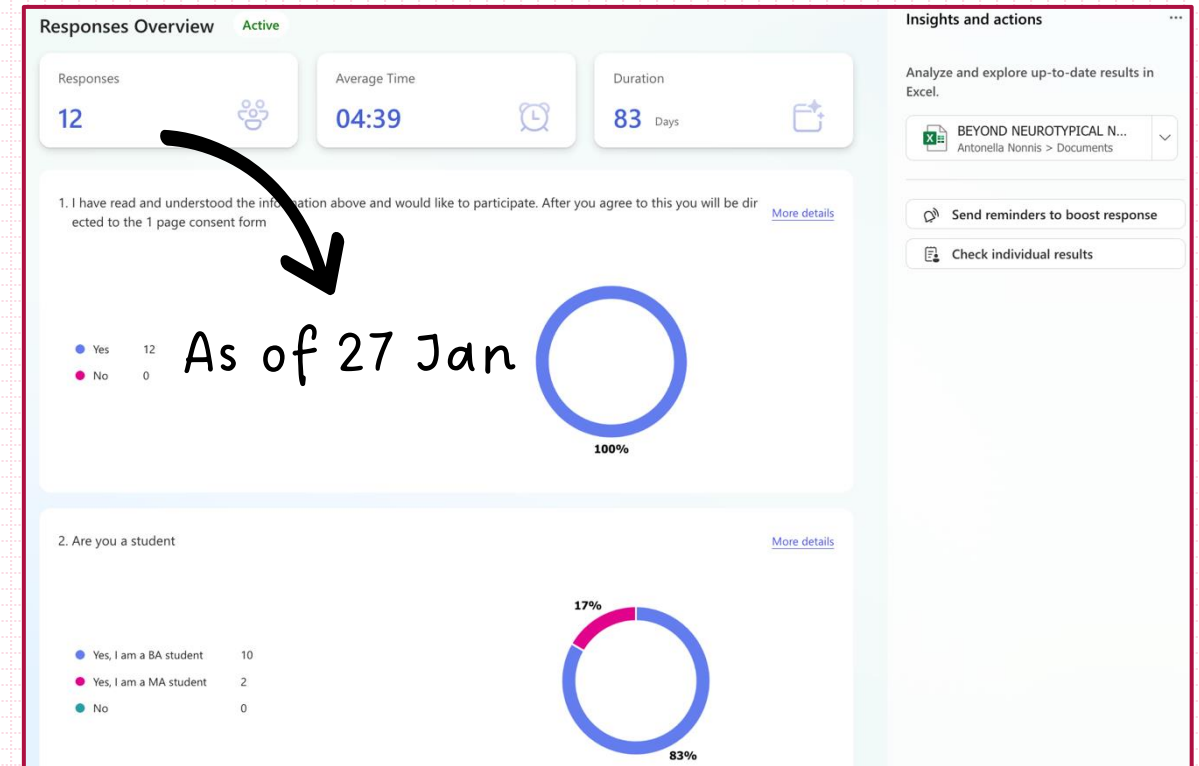 Responses Overview Active
Responses
12
Average Time
04:39
Duration
83 Days
1. I have read and understood the information above and would like to participate. After you agree to this you will be dir
ected to the 1 page consent form
More details
Yes 12
No 0
As of 27 Jan
100%
2. Are you a student
More details
17%
Yes, I am a BA student 10
Yes, I am a MA student 2
No 0
83%
Insights and actions
Analyze and explore up-to-date results in
Excel.
BEYOND NEUROTYPICAL N...
Antonella Nonnis > Documents
Send reminders to boost response
Check individual results